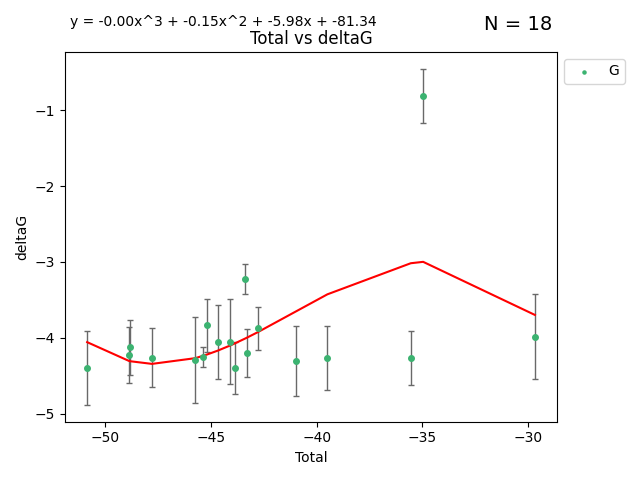 y = -0.00x^3 + -0.15x^2 + -5.98x + -81.34
N = 18
Total vs deltaG
G
deltaG
−1
−2
−3
−4
−5
−50
−45
−40
−35
−30
Total